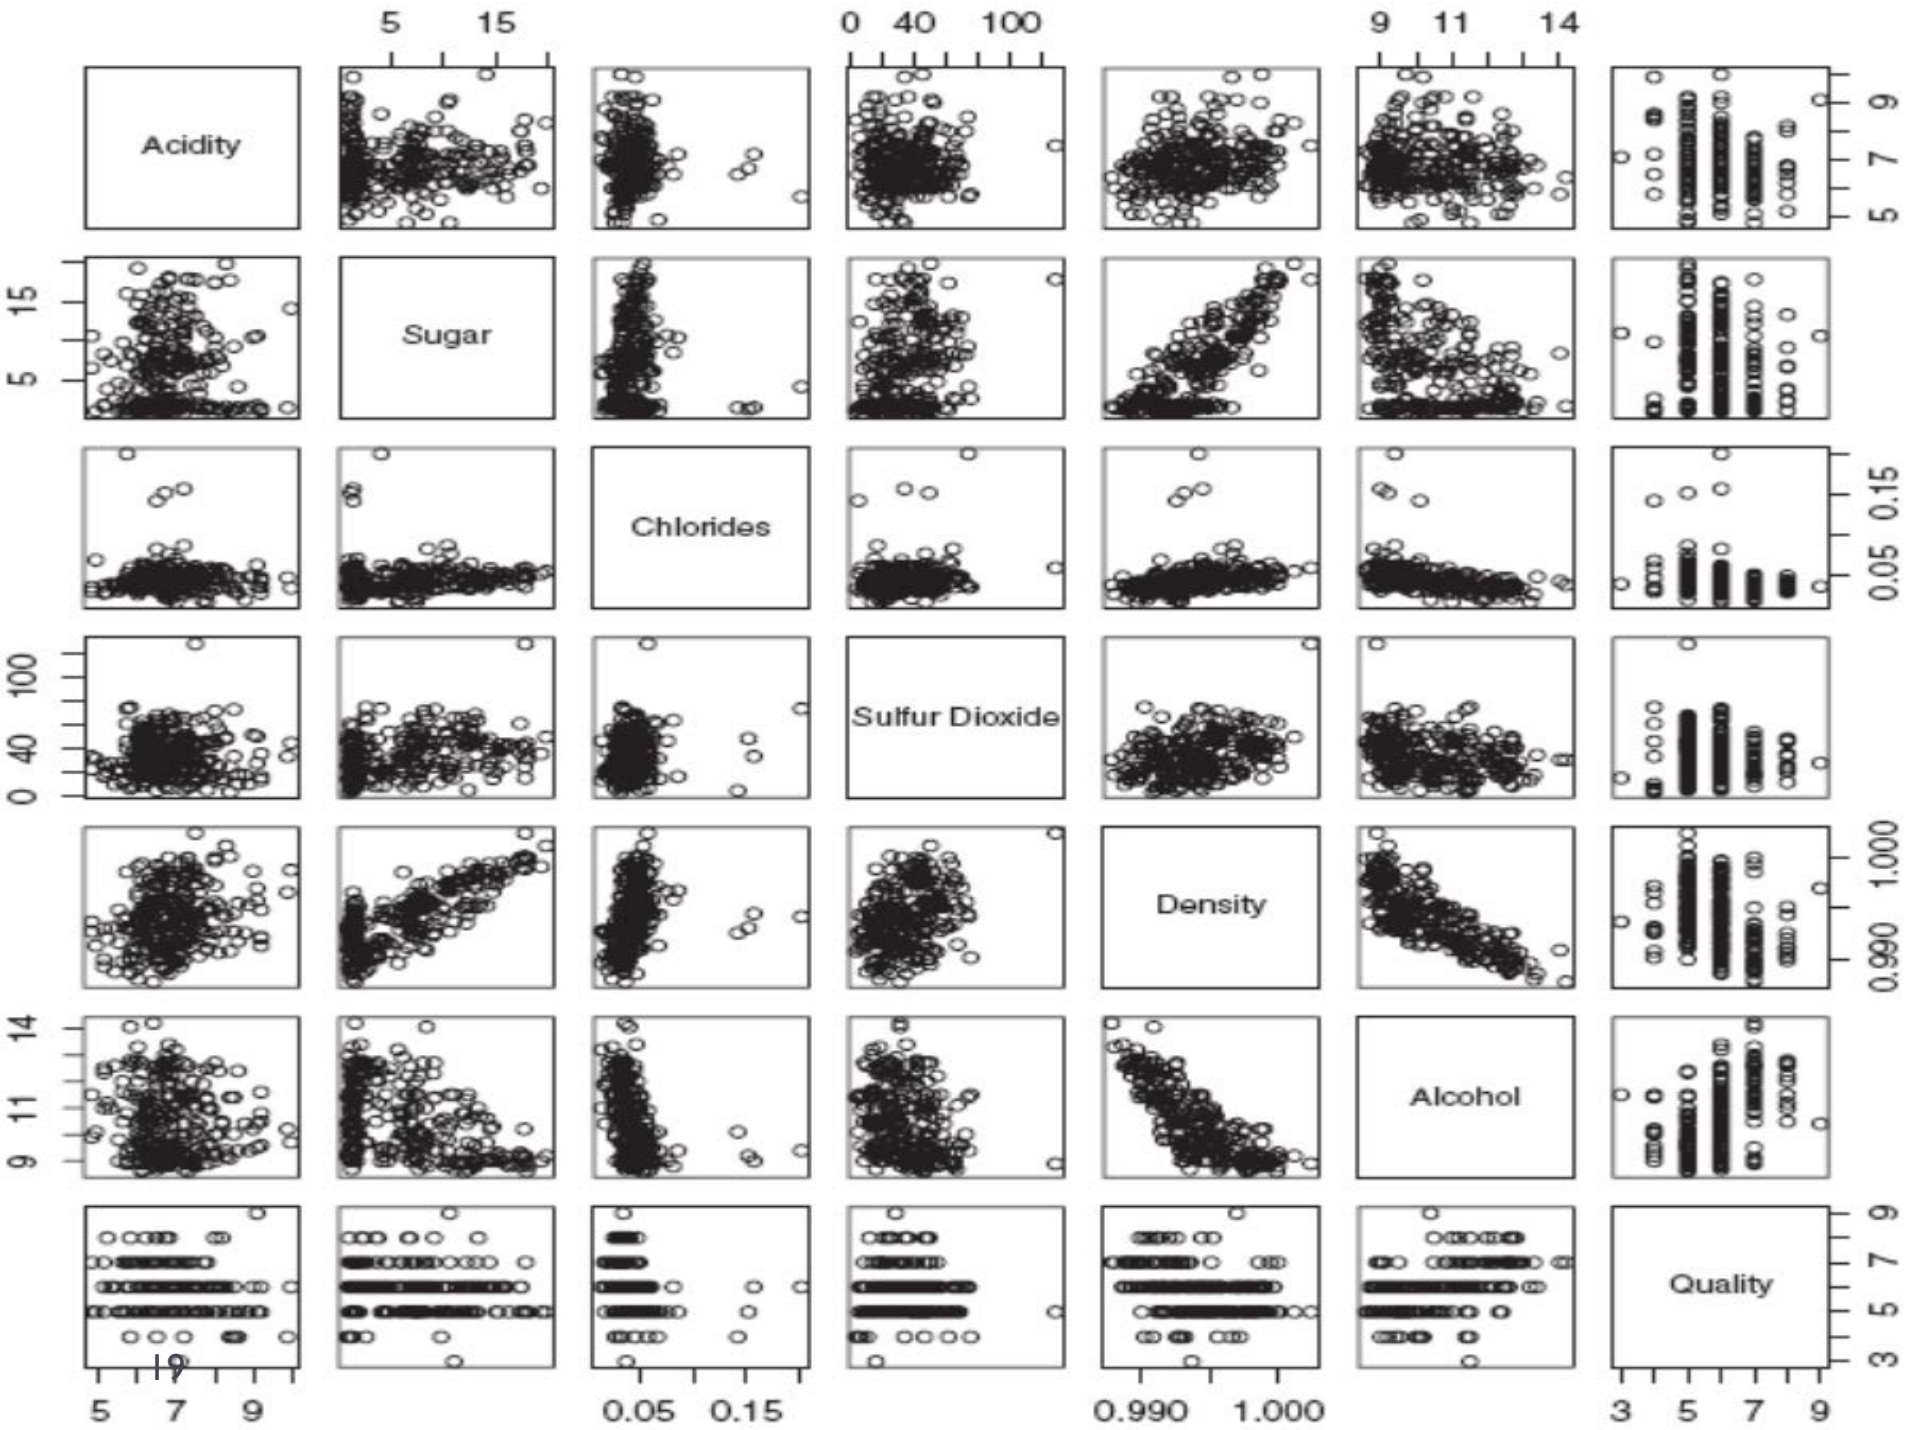 5 15 0 40 100 9 11 14
Acidity
5 7 9
5 15
Sugar
Chlorides
0.05 0.15
0 40 100
Sulfur Dioxide
Density
0.990 1.000
9 11 14
Alcohol
Quality
3 5 7 9
19
5 7 9 0.05 0.15 0.990 1.000 3 5 7 9